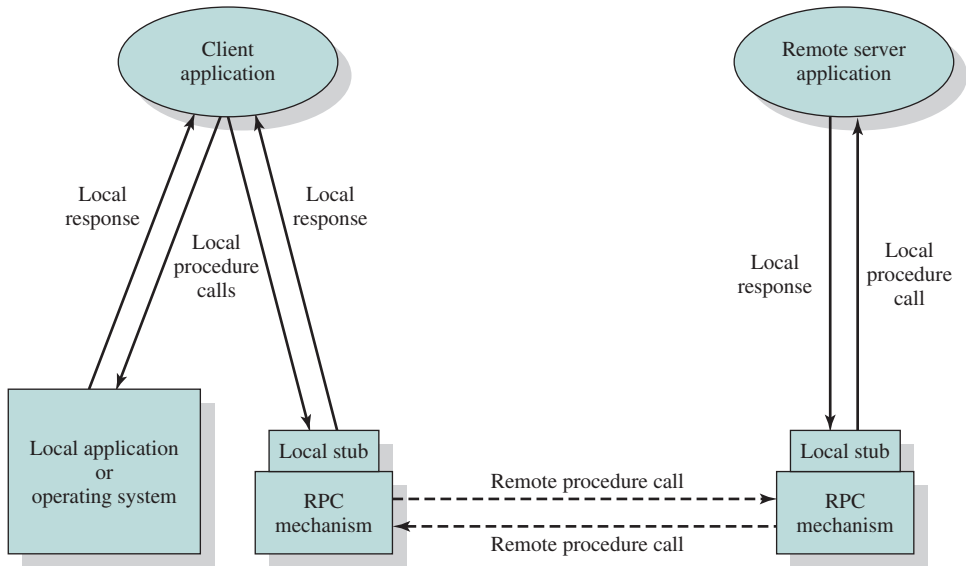 Client
application
Remote server
application
Local
response
Local
procedure
calls
Local
response
Local
response
Local
procedure
call
Local application
or
operating system
Local stub
RPC
mechanism
Remote procedure call
Remote procedure call
Local stub
RPC
mechanism